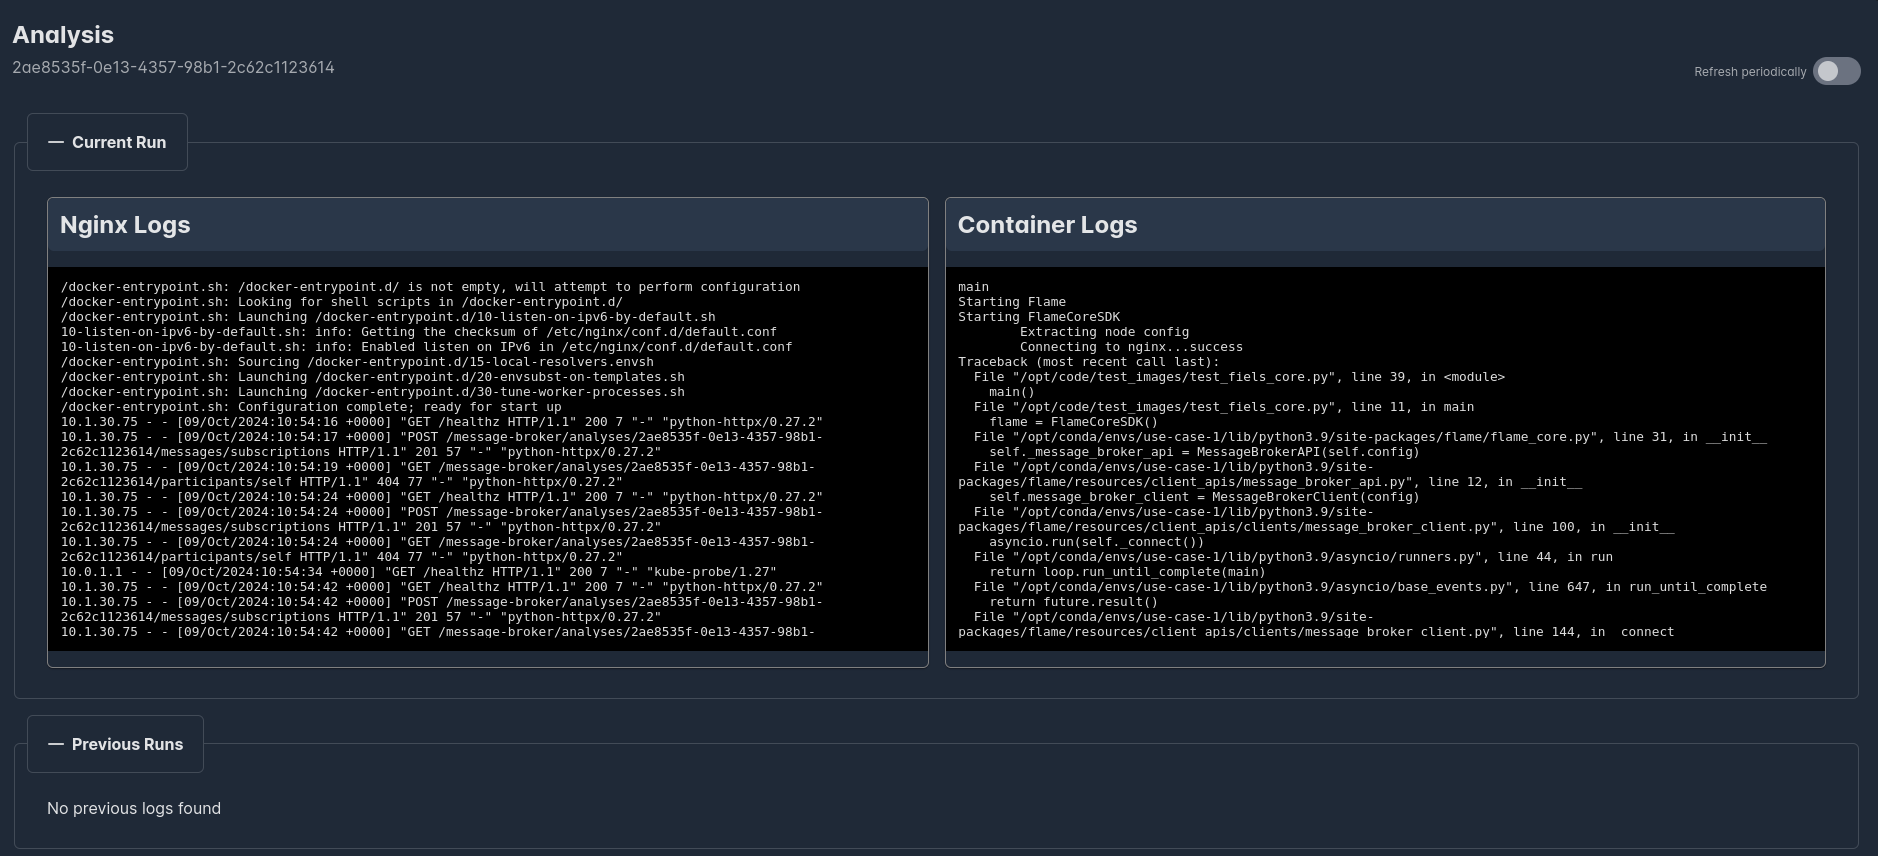 Analysis
2ae8535f-0e13-4357-98b1-2c62c1123614
Refresh periodically
— Current Run
Nginx Logs
/docker-entrypoint.sh: /docker-entrypoint.d/ is not empty, will attempt to perform configuration
/docker-entrypoint.sh: Looking for shell scripts in /docker-entrypoint.d/
/docker-entrypoint.sh: Launching /docker-entrypoint.d/10-listen-on-ipv6-by-default.sh
10-listen-on-ipv6-by-default.sh: info: Getting the checksum of /etc/nginx/conf.d/default.conf
10-listen-on-ipv6-by-default.sh: info: Enabled listen on IPv6 in /etc/nginx/conf.d/default.conf
/docker-entrypoint.sh: Sourcing /docker-entrypoint.d/15-local-resolvers.envsh
/docker-entrypoint.sh: Launching /docker-entrypoint.d/20-envsubst-on-templates.sh
/docker-entrypoint.sh: Launching /docker-entrypoint.d/30-tune-worker-processes.sh
/docker-entrypoint.sh: Configuration complete; ready for start up
10.1.30.75 - - [09/Oct/2024:10:54:16 +0000] "GET /healthz HTTP/1.1" 200 7 "-" "python-httpx/0.27.2"
10.1.30.75 - - [09/Oct/2024:10:54:17 +0000] "POST /message-broker/analyses/2ae8535f-0e13-4357-98b1-
2c62c1123614/messages/subscriptions HTTP/1.1" 201 57 "-" "python-httpx/0.27.2"
10.1.30.75 - - [09/Oct/2024:10:54:19 +0000] "GET /message-broker/analyses/2ae8535f-0e13-4357-98b1-
2c62c1123614/participants/self HTTP/1.1" 404 77 "-" "python-httpx/0.27.2"
10.1.30.75 - - [09/Oct/2024:10:54:24 +0000] "GET /healthz HTTP/1.1" 200 7 "-" "python-httpx/0.27.2"
10.1.30.75 - - [09/Oct/2024:10:54:24 +0000] "POST /message-broker/analyses/2ae8535f-0e13-4357-98b1-
2c62c1123614/messages/subscriptions HTTP/1.1" 201 57 "-" "python-httpx/0.27.2"
10.1.30.75 - - [09/Oct/2024:10:54:24 +0000] "GET /message-broker/analyses/2ae8535f-0e13-4357-98b1-
2c62c1123614/participants/self HTTP/1.1" 404 77 "-" "python-httpx/0.27.2"
10.0.1.1 - - [09/Oct/2024:10:54:34 +0000] "GET /healthz HTTP/1.1" 200 7 "-" "kube-probe/1.27"
10.1.30.75 - - [09/Oct/2024:10:54:42 +0000] "GET /healthz HTTP/1.1" 200 7 "-" "python-httpx/0.27.2"
10.1.30.75 - - [09/Oct/2024:10:54:42 +0000] "POST /message-broker/analyses/2ae8535f-0e13-4357-98b1-
2c62c1123614/messages/subscriptions HTTP/1.1" 201 57 "-" "python-httpx/0.27.2"
10.1.30.75 - - [09/Oct/2024:10:54:42 +0000] "GET /message-broker/analyses/2ae8535f-0e13-4357-98b1-
Container Logs
main
Starting Flame
Starting FlameCoreSDK
        Extracting node config
        Connecting to nginx...success
Traceback (most recent call last):
  File "/opt/code/test_images/test_fiels_core.py", line 39, in <module>
    main()
  File "/opt/code/test_images/test_fiels_core.py", line 11, in main
    flame = FlameCoreSDK()
  File "/opt/conda/envs/use-case-1/lib/python3.9/site-packages/flame/flame_core.py", line 31, in __init__
    self._message_broker_api = MessageBrokerAPI(self.config)
  File "/opt/conda/envs/use-case-1/lib/python3.9/site-
packages/flame/resources/client_apis/message_broker_api.py", line 12, in __init__
    self.message_broker_client = MessageBrokerClient(config)
  File "/opt/conda/envs/use-case-1/lib/python3.9/site-
packages/flame/resources/client_apis/clients/message_broker_client.py", line 100, in __init__
    asyncio.run(self._connect())
  File "/opt/conda/envs/use-case-1/lib/python3.9/asyncio/runners.py", line 44, in run
    return loop.run_until_complete(main)
  File "/opt/conda/envs/use-case-1/lib/python3.9/asyncio/base_events.py", line 647, in run_until_complete
    return future.result()
  File "/opt/conda/envs/use-case-1/lib/python3.9/site-
packages/flame/resources/client_apis/clients/message_broker_client.py", line 144, in _connect
— Previous Runs
No previous logs found